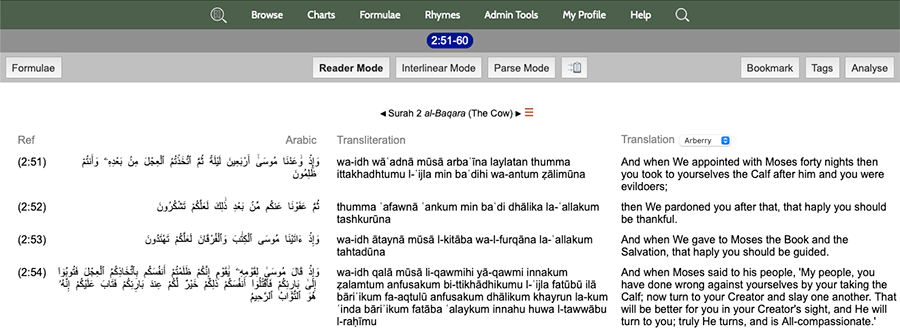 Browse Charts Formulae Rhymes Admin Tools My Profile Help
2:51-60
Formulae Reader Mode Interlinear Mode Parse Mode Bookmark Tags Analyse
◀ Surah 2 al-Baqara (The Cow) ▶ ☰
Ref Arabic Transliteration Translation Arberry
(2:51)
وَإِذْ وَٰعَدْنَا مُوسَىٰٓ أَرْبَعِينَ لَيْلَةً ثُمَّ ٱتَّخَذْتُمُ ٱلْعِجْلَ مِنۢ بَعْدِهِۦ وَأَنتُمْ
ظَٰلِمُونَ
wa-idh wāʿadnā mūsā arbaʿīna laylatan thumma
ittakhadhtumu l-ʿijla min baʿdihi wa-antum ẓālimūna
And when We appointed with Moses forty nights then
you took to yourselves the Calf after him and you were
evildoers;
(2:52)
ثُمَّ عَفَوْنَا عَنكُم مِّنۢ بَعْدِ ذَٰلِكَ لَعَلَّكُمْ تَشْكُرُونَ
thumma ʿafawnā ʿankum min baʿdi dhālika la-ʿallakum
tashkurūna
then We pardoned you after that, that haply you should
be thankful.
(2:53)
وَإِذْ ءَاتَيْنَا مُوسَى ٱلْكِتَٰبَ وَٱلْفُرْقَانَ لَعَلَّكُمْ تَهْتَدُونَ
wa-idh ātaynā mūsā l-kitāba wa-l-furqāna la-ʿallakum
tahtadūna
And when We gave to Moses the Book and the
Salvation, that haply you should be guided.
(2:54)
وَإِذْ قَالَ مُوسَىٰ لِقَوْمِهِۦ يَٰقَوْمِ إِنَّكُمْ ظَلَمْتُمْ أَنفُسَكُم بِٱتِّخَاذِكُمُ ٱلْعِجْلَ فَتُوبُوٓا۟
إِلَىٰ بَارِئِكُمْ فَٱقْتُلُوٓا۟ أَنفُسَكُمْ ذَٰلِكُمْ خَيْرٌ لَّكُمْ عِندَ بَارِئِكُمْ فَتَابَ عَلَيْكُمْ إِنَّهُۥ
هُوَ ٱلتَّوَّابُ ٱلرَّحِيمُ
wa-idh qalā mūsā li-qawmihi yā-qawmi innakum
ẓalamtum anfusakum bi-ttikhādhikumu l-ʿijla fatūbū ilā
bāriʾikum fa-aqtulū anfusakum dhālikum khayrun la-kum
ʿinda bāriʾikum fatāba ʿalaykum innahu huwa l-tawwābu
l-raḥīmu
And when Moses said to his people, 'My people, you
have done wrong against yourselves by your taking the
Calf; now turn to your Creator and slay one another. That
will be better for you in your Creator's sight, and He will
turn to you; truly He turns, and is All-compassionate.'